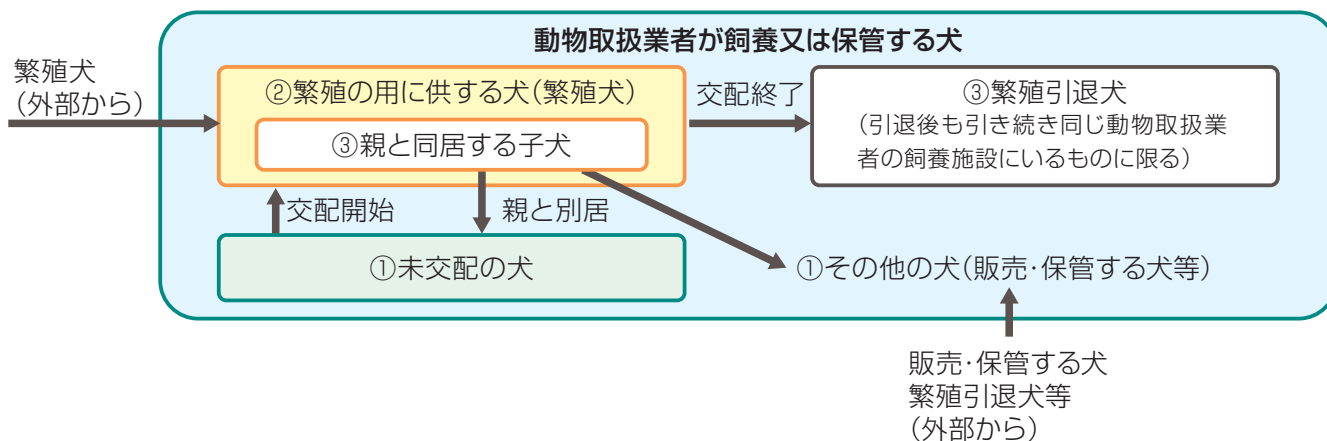 動物取扱業者が飼養又は保管する犬
繁殖犬
（外部から）
②繁殖の用に供する犬（繁殖犬）
③親と同居する子犬
交配終了
③繁殖引退犬
（引退後も引き続き同じ動物取扱業
者の飼養施設にいるものに限る）
交配開始
親と別居
①未交配の犬
①その他の犬（販売・保管する犬等）
販売・保管する犬
繁殖引退犬等
（外部から）